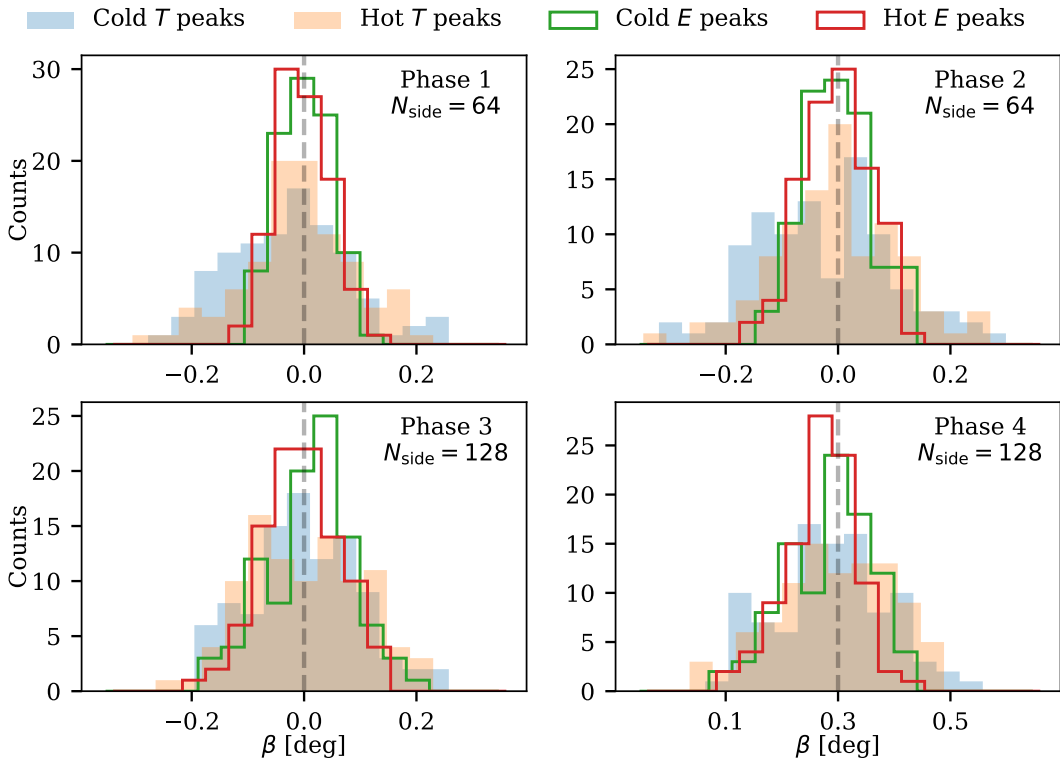 Cold T peaks Hot T peaks Cold E peaks Hot E peaks
30
20
10
0
Counts
Phase 1
N_side = 64
−0.2 0.0 0.2
25
20
15
10
5
0
Phase 2
N_side = 64
−0.2 0.0 0.2
25
20
15
10
5
0
Counts
Phase 3
N_side = 128
−0.2 0.0 0.2
β [deg]
25
20
15
10
5
0
Phase 4
N_side = 128
0.1 0.3 0.5
β [deg]